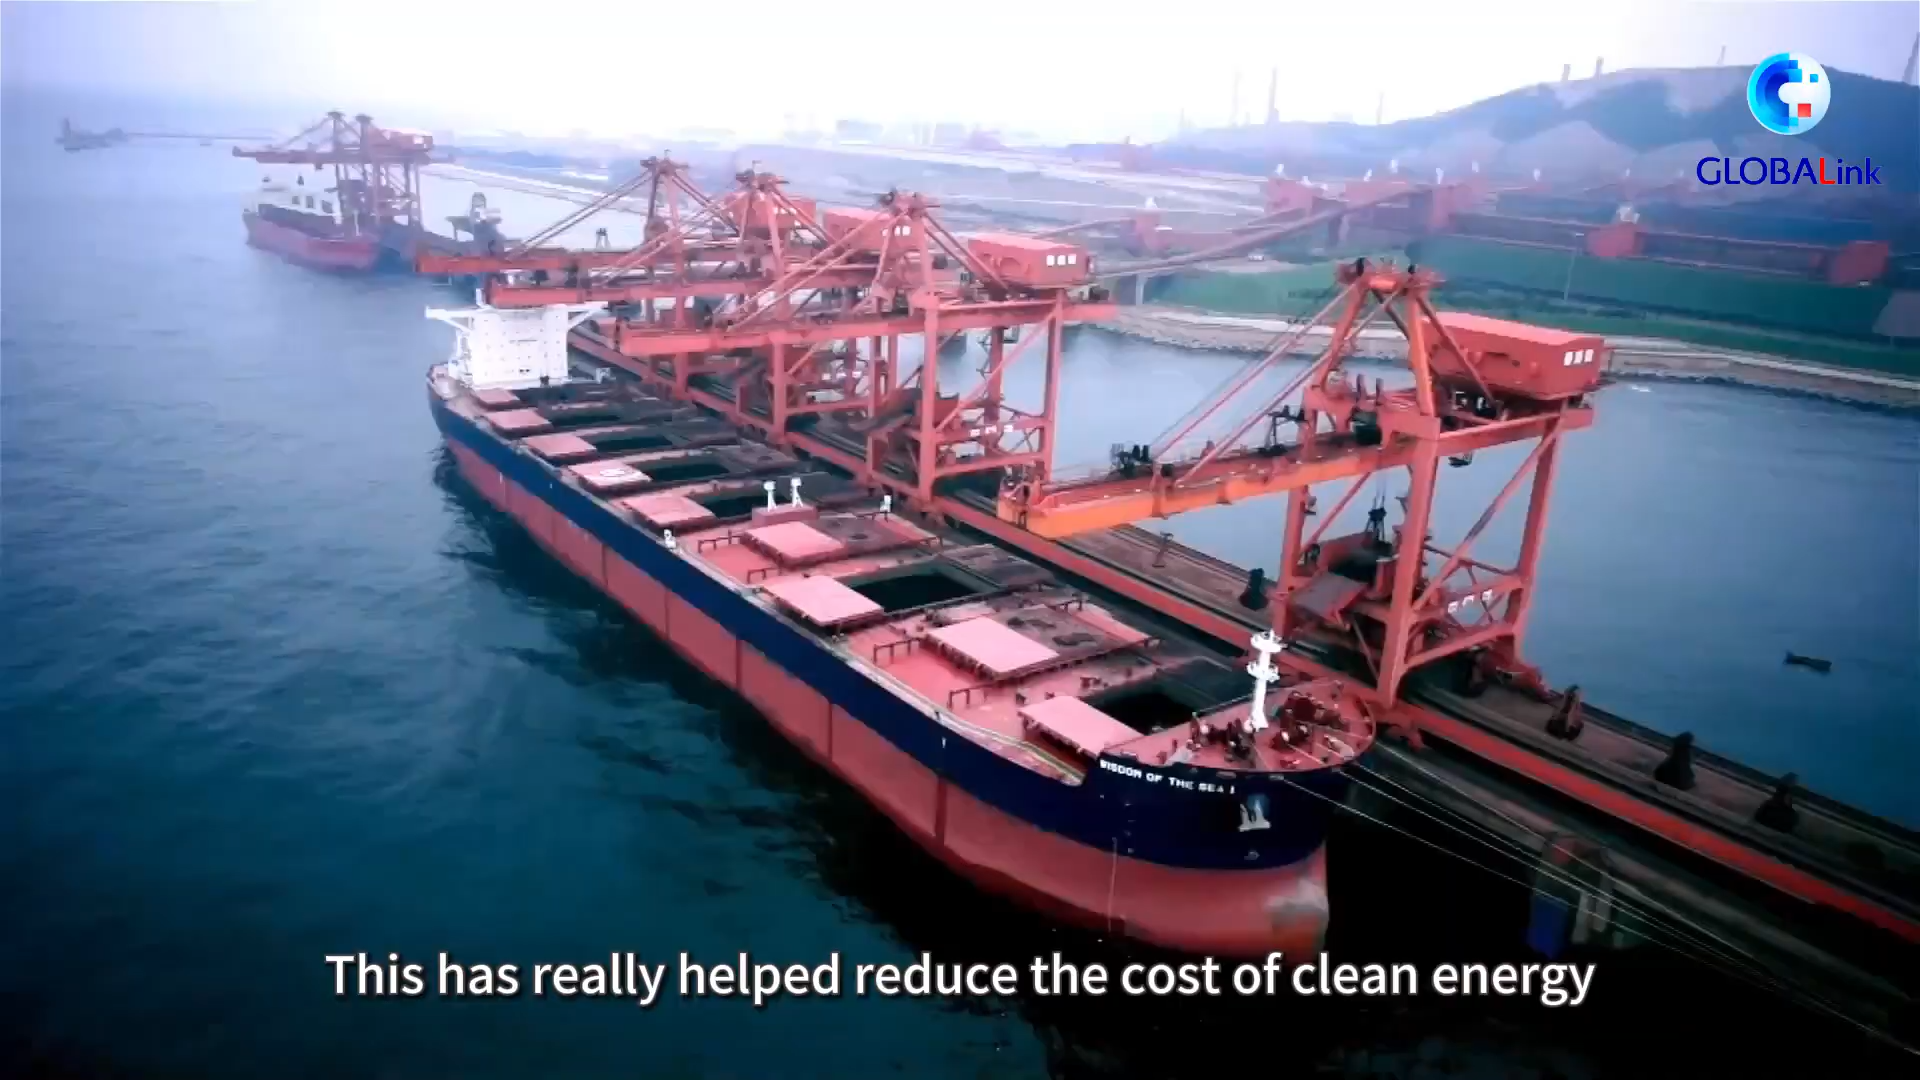 GLOBALink
WISDOM OF THE SEA I
This has really helped reduce the cost of clean energy